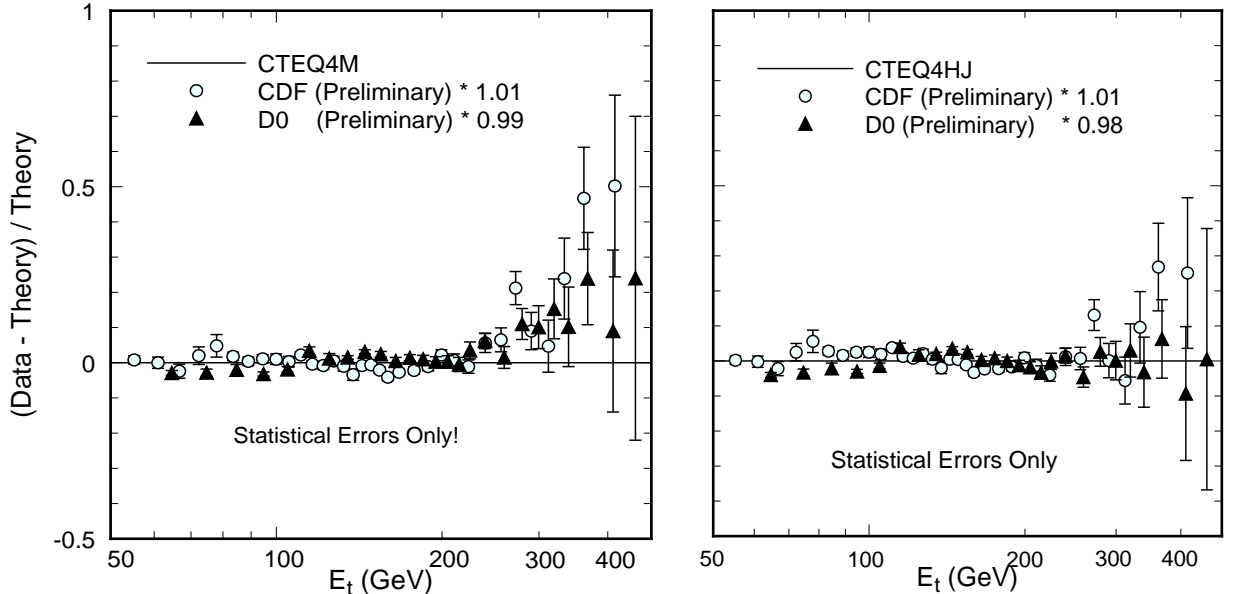 1
0.5
0
-0.5
(Data - Theory) / Theory
CTEQ4M
CDF (Preliminary) * 1.01
D0 (Preliminary) * 0.99
Statistical Errors Only!
50 100 200 300 400
E_t (GeV)
CTEQ4HJ
CDF (Preliminary) * 1.01
D0 (Preliminary) * 0.98
Statistical Errors Only
50 100 200 300 400
E_t (GeV)